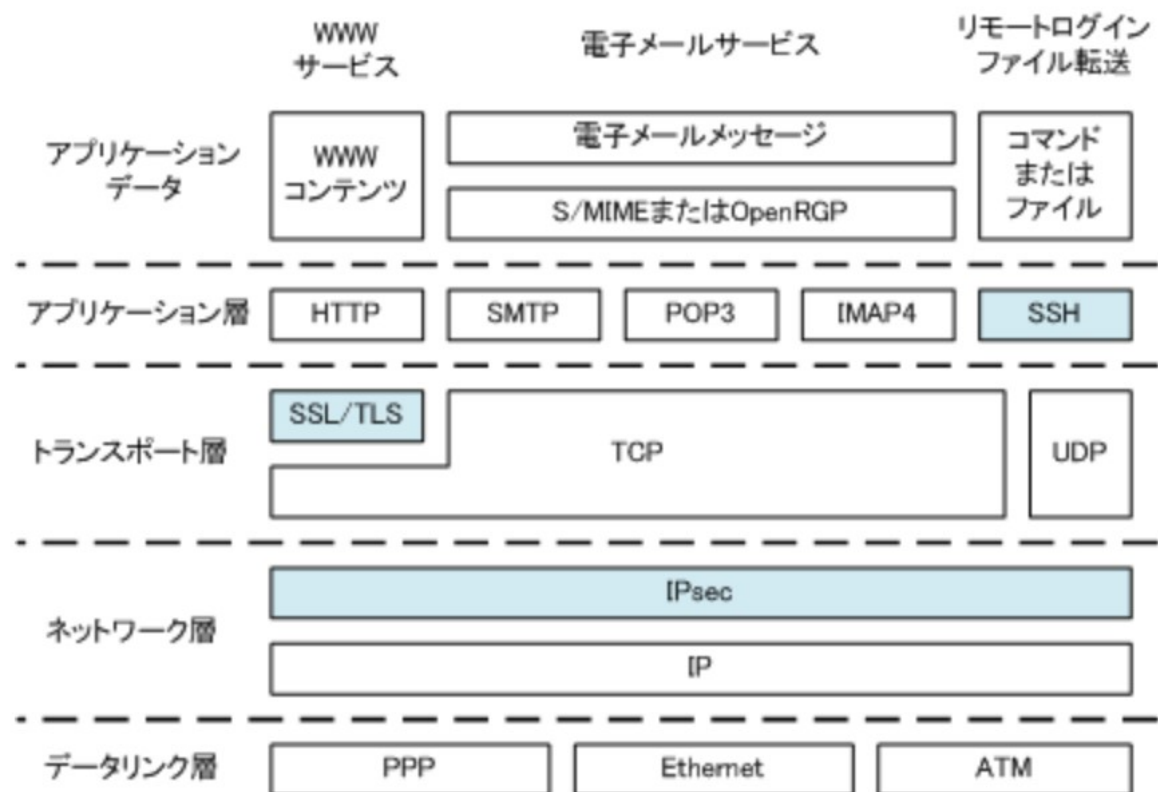 WWW
サービス
電子メールサービス
リモートログイン
ファイル転送
アプリケーション
データ
WWW
コンテンツ
電子メールメッセージ
S/MIMEまたはOpenRGP
コマンド
または
ファイル
アプリケーション層
HTTP
SMTP
POP3
IMAP4
SSH
トランスポート層
SSL/TLS
TCP
UDP
ネットワーク層
IPsec
IP
データリンク層
PPP
Ethernet
ATM